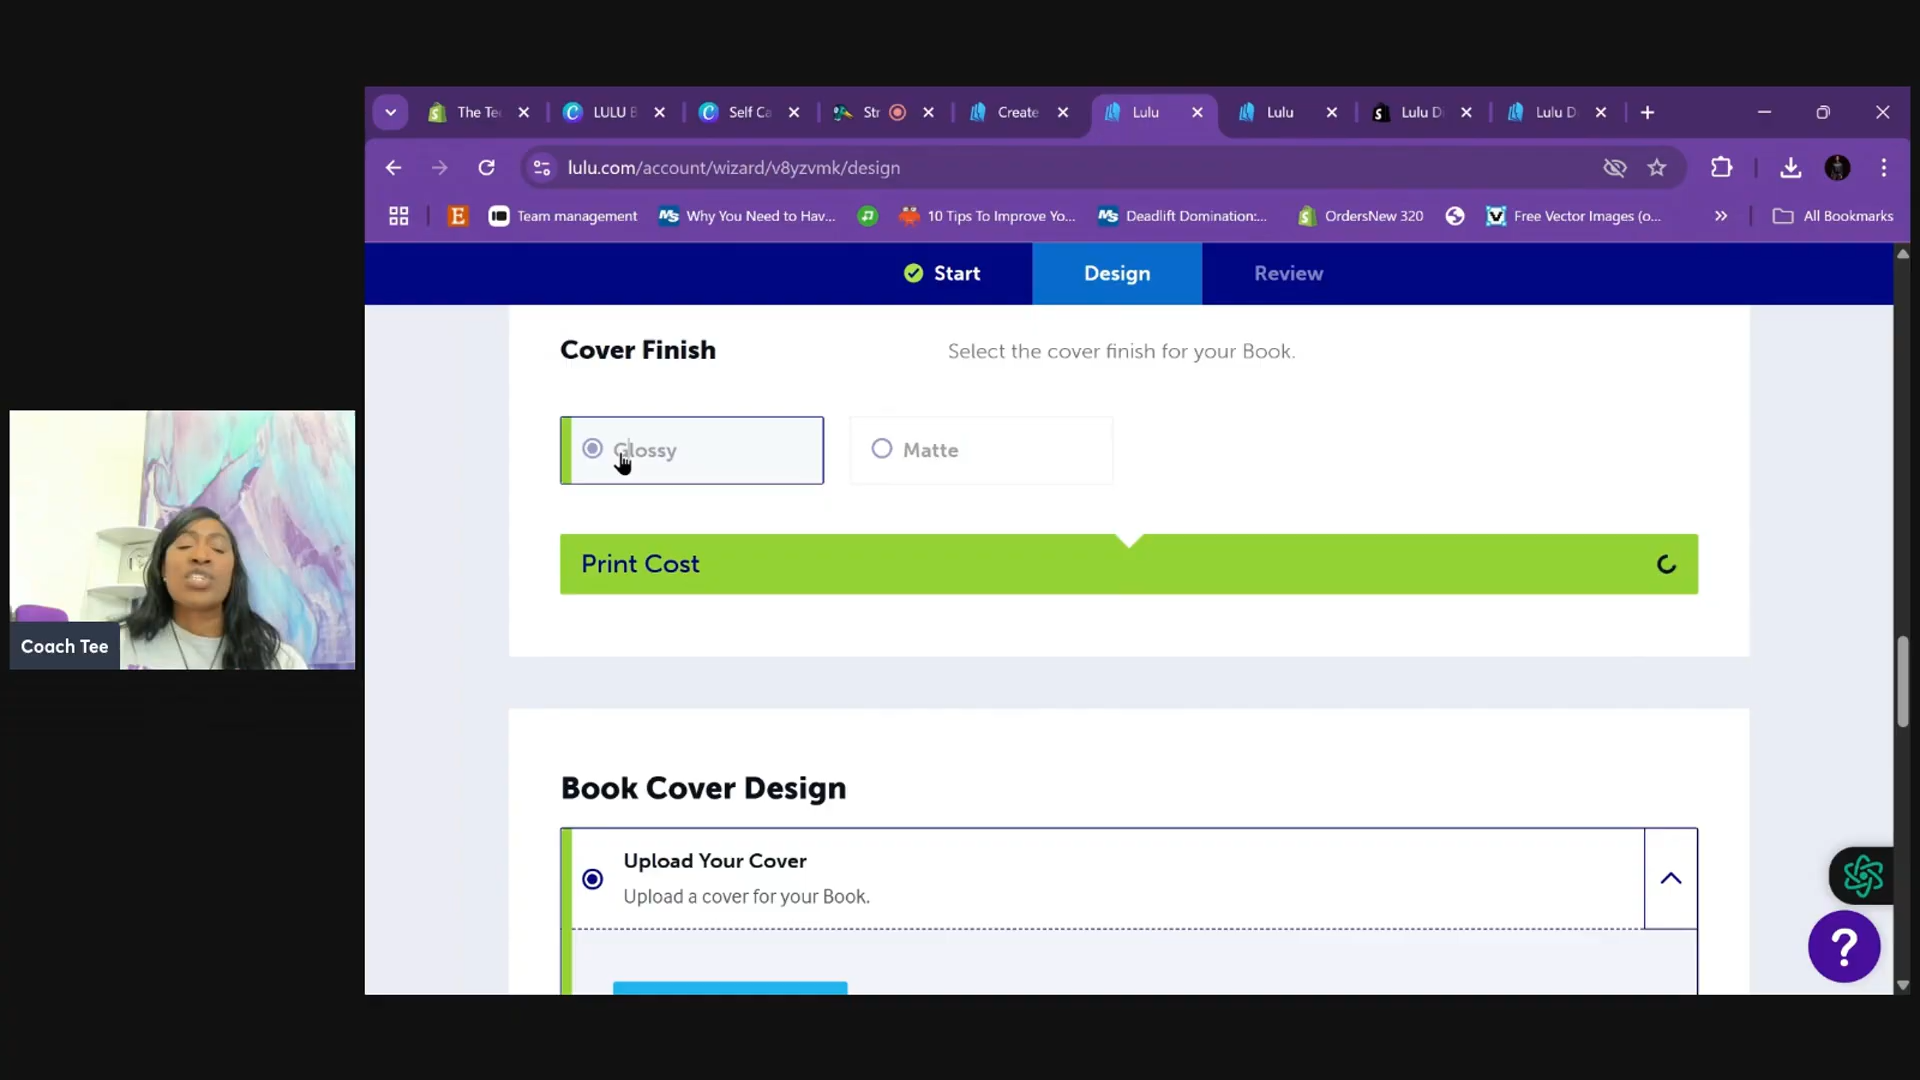 The Te
LULU B
Self Ca
Str
Create
Lulu
Lulu
Lulu D
Lulu D
lulu.com/account/wizard/v8yzvmk/design
Team management
Why You Need to Hav...
10 Tips To Improve Yo...
Deadlift Domination:...
OrdersNew 320
Free Vector Images (o...
All Bookmarks
Start
Design
Review
Cover Finish
Select the cover finish for your Book.
Glossy
Matte
Print Cost
Coach Tee
Book Cover Design
Upload Your Cover
Upload a cover for your Book.
?